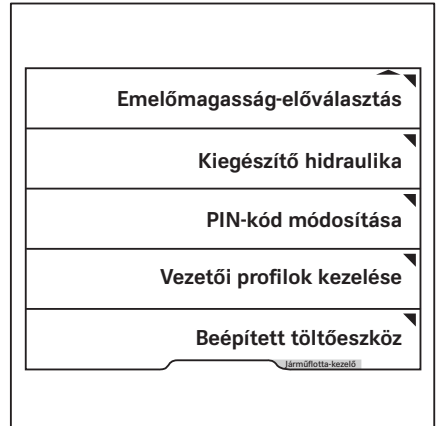 Emelőmagasság-előválasztás
Kiegészítő hidraulika
PIN-kód módosítása
Vezetői profilok kezelése
Beépített töltőeszköz
Járműflotta-kezelő